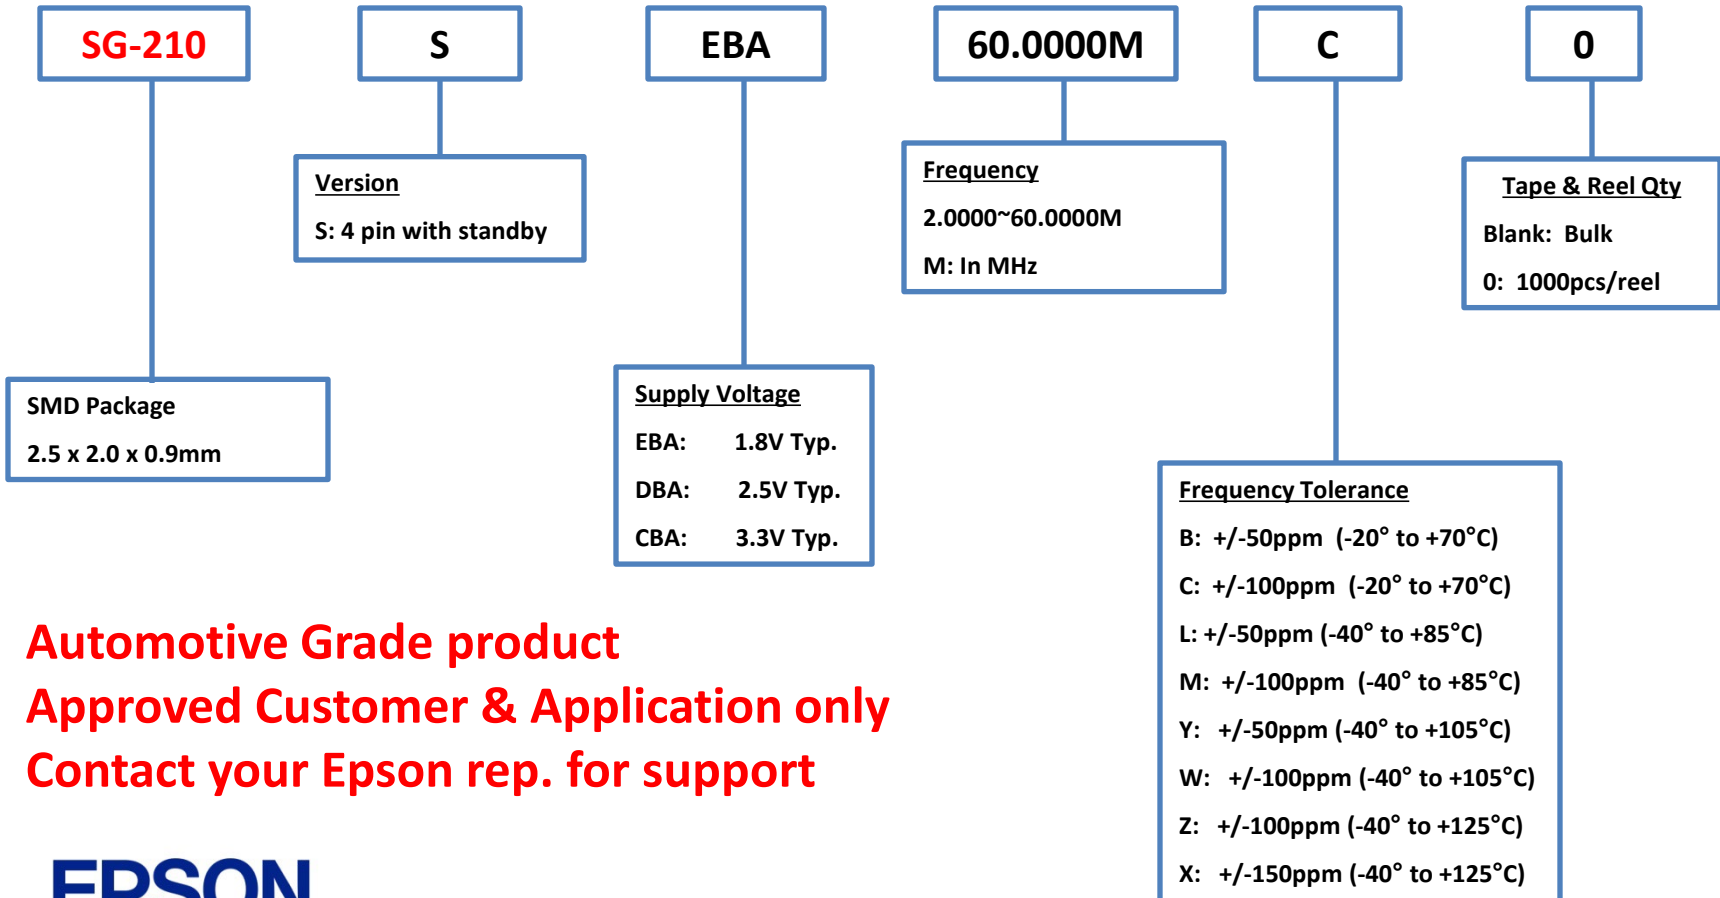 SG-210
S
EBA
60.0000M
C
0
Version
S: 4 pin with standby
Frequency
2.0000~60.0000M
M: In MHz
Tape & Reel Qty
Blank: Bulk
0: 1000pcs/reel
SMD Package
2.5 x 2.0 x 0.9mm
Supply Voltage
EBA: 1.8V Typ.
DBA: 2.5V Typ.
CBA: 3.3V Typ.
Frequency Tolerance
B: +/-50ppm (-20° to +70°C)
C: +/-100ppm (-20° to +70°C)
L: +/-50ppm (-40° to +85°C)
M: +/-100ppm (-40° to +85°C)
Y: +/-50ppm (-40° to +105°C)
W: +/-100ppm (-40° to +105°C)
Z: +/-100ppm (-40° to +125°C)
X: +/-150ppm (-40° to +125°C)
Automotive Grade product
Approved Customer & Application only
Contact your Epson rep. for support
EPSON